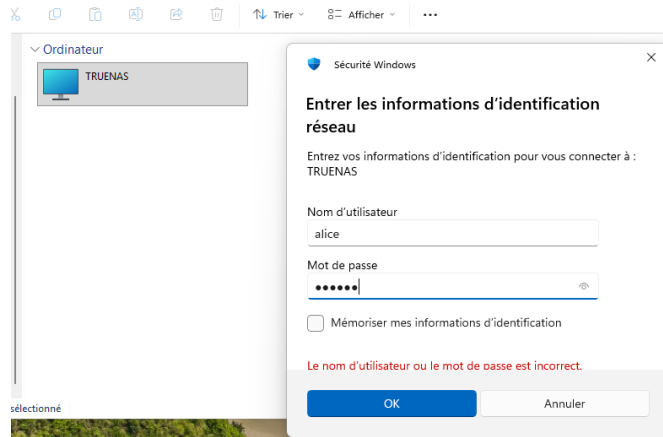 Trier
Afficher
Ordinateur
TRUENAS
Sécurité Windows
Entrer les informations d'identification
réseau
Entrez vos informations d'identification pour vous connecter à :
TRUENAS
Nom d'utilisateur
alice
Mot de passe
••••••
Mémoriser mes informations d'identification
Le nom d'utilisateur ou le mot de passe est incorrect.
OK
Annuler
sélectionné